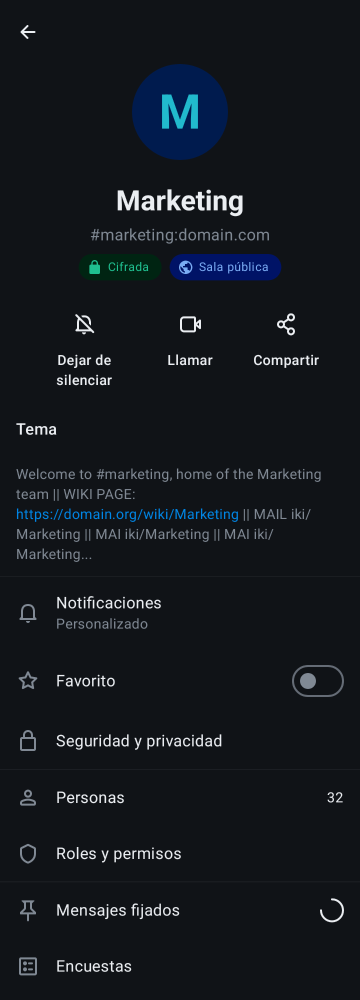 M
Marketing
#marketing:domain.com
Cifrada
Sala pública
Dejar de
silenciar
Llamar
Compartir
Tema
Welcome to #marketing, home of the Marketing
team || WIKI PAGE:
https://domain.org/wiki/Marketing || MAIL iki/
Marketing || MAI iki/Marketing || MAI iki/
Marketing...
Notificaciones
Personalizado
Favorito
Seguridad y privacidad
Personas 32
Roles y permisos
Mensajes fijados
Encuestas